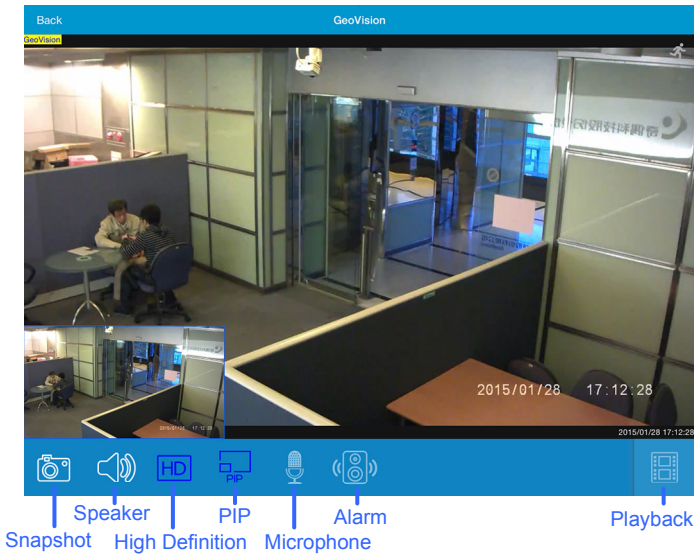 Back
GeoVision
GeoVision
2015/01/28 17:12:28
2015/01/28 17:12:28
HD
PIP
Speaker
PIP
Alarm
Playback
Snapshot
High Definition
Microphone